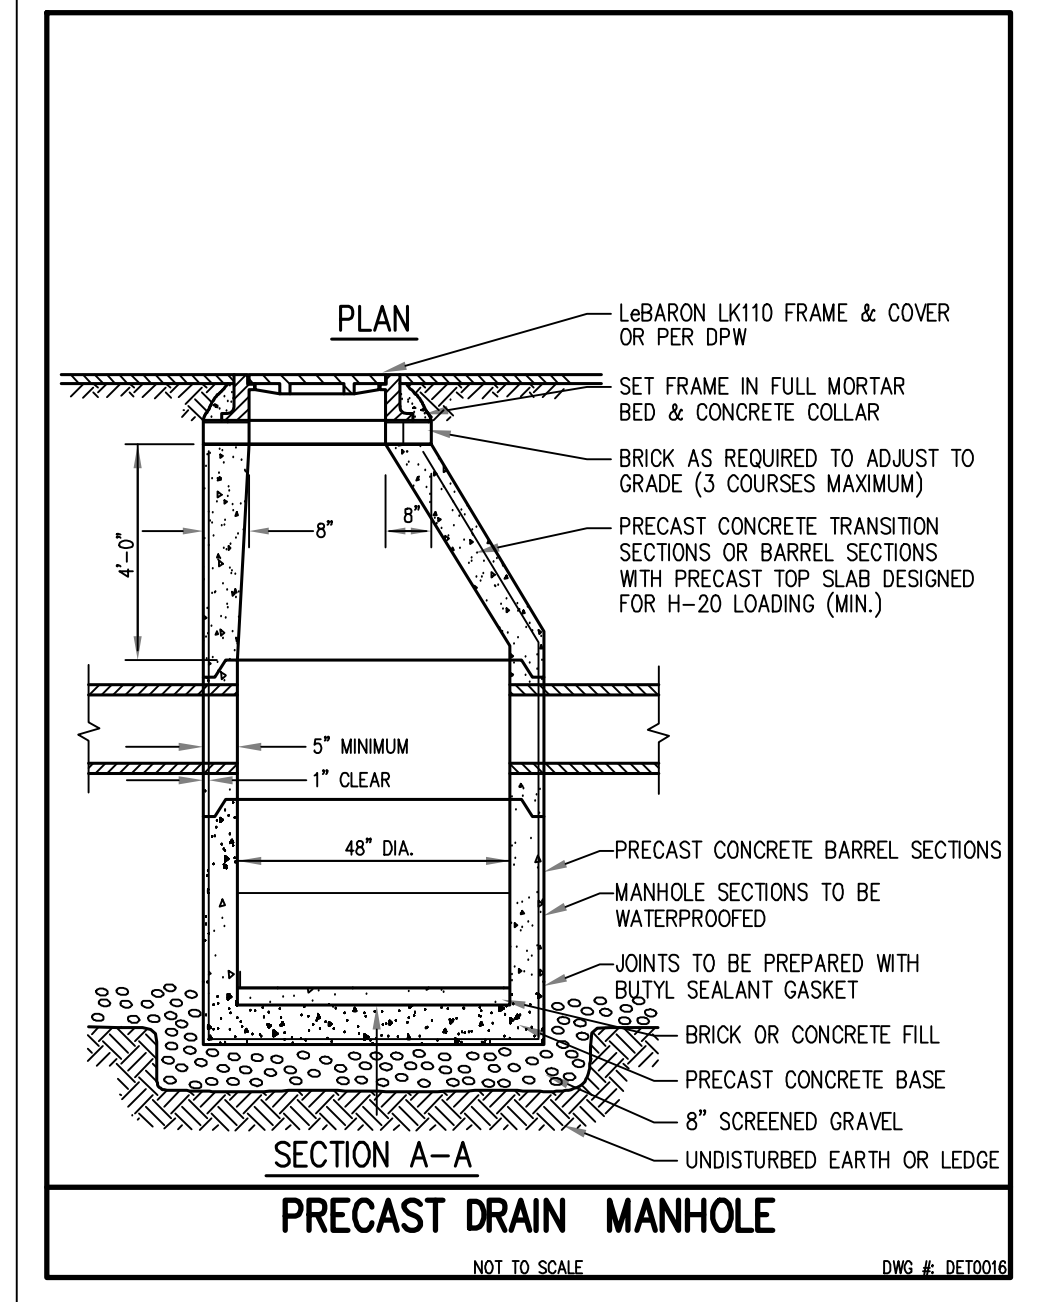 PLAN
LeBARON LK110 FRAME & COVER
OR PER DPW
SET FRAME IN FULL MORTAR
BED & CONCRETE COLLAR
BRICK AS REQUIRED TO ADJUST TO
GRADE (3 COURSES MAXIMUM)
8"
8"
4'-0"
PRECAST CONCRETE TRANSITION
SECTIONS OR BARREL SECTIONS
WITH PRECAST TOP SLAB DESIGNED
FOR H-20 LOADING (MIN.)
5" MINIMUM
1" CLEAR
48" DIA.
PRECAST CONCRETE BARREL SECTIONS
MANHOLE SECTIONS TO BE
WATERPROOFED
JOINTS TO BE PREPARED WITH
BUTYL SEALANT GASKET
BRICK OR CONCRETE FILL
PRECAST CONCRETE BASE
8" SCREENED GRAVEL
UNDISTURBED EARTH OR LEDGE
SECTION A-A
PRECAST DRAIN MANHOLE
NOT TO SCALE
DWG #: DET0016